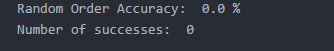 Random Order Accuracy:  0.0 %
Number of successes:  0